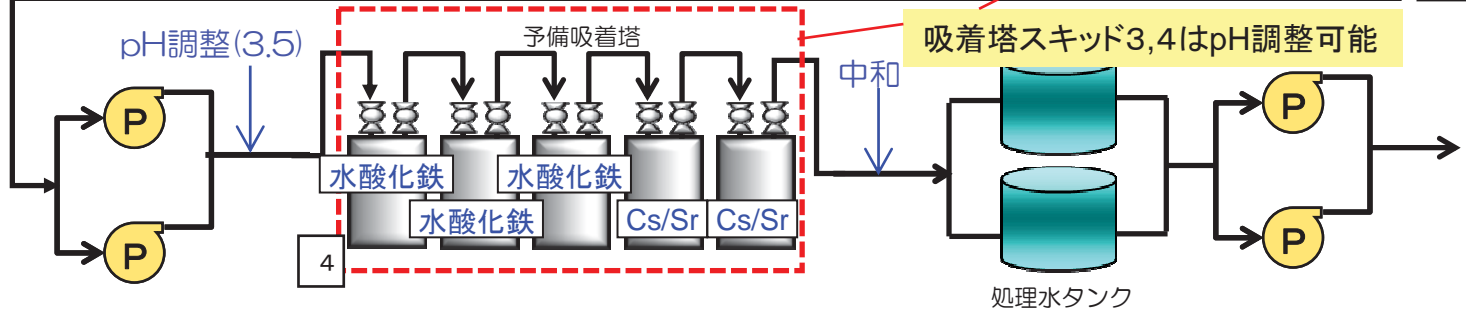 吸着塔スキッド3,4はpH調整可能
pH調整(3.5)
予備吸着塔
中和
P
P
水酸化鉄
水酸化鉄
水酸化鉄
Cs/Sr
Cs/Sr
P
P
4
処理水タンク